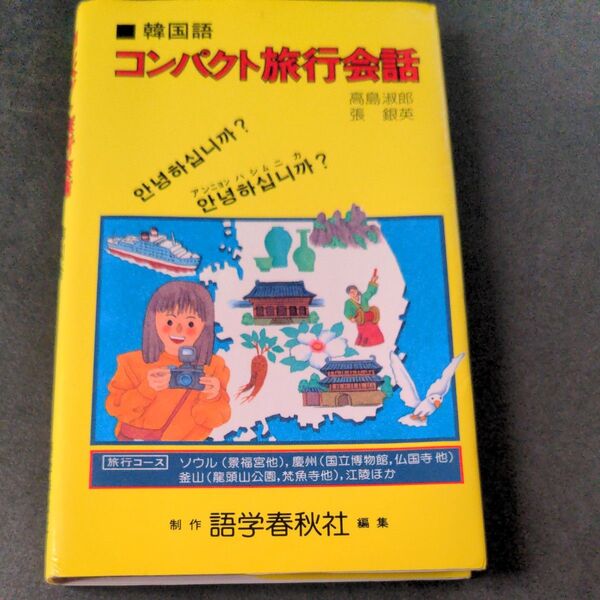 ■韓国語
コンパクト旅行会話
高島淑郎
張 銀英
안녕하십니까?
アンニョン ハシムニカ
안녕하십니까?
旅行コース ソウル(景福宮他),慶州(国立博物館,仏国寺他)
釜山(龍頭山公園,梵魚寺他),江陵ほか
制作 語学春秋社 編集